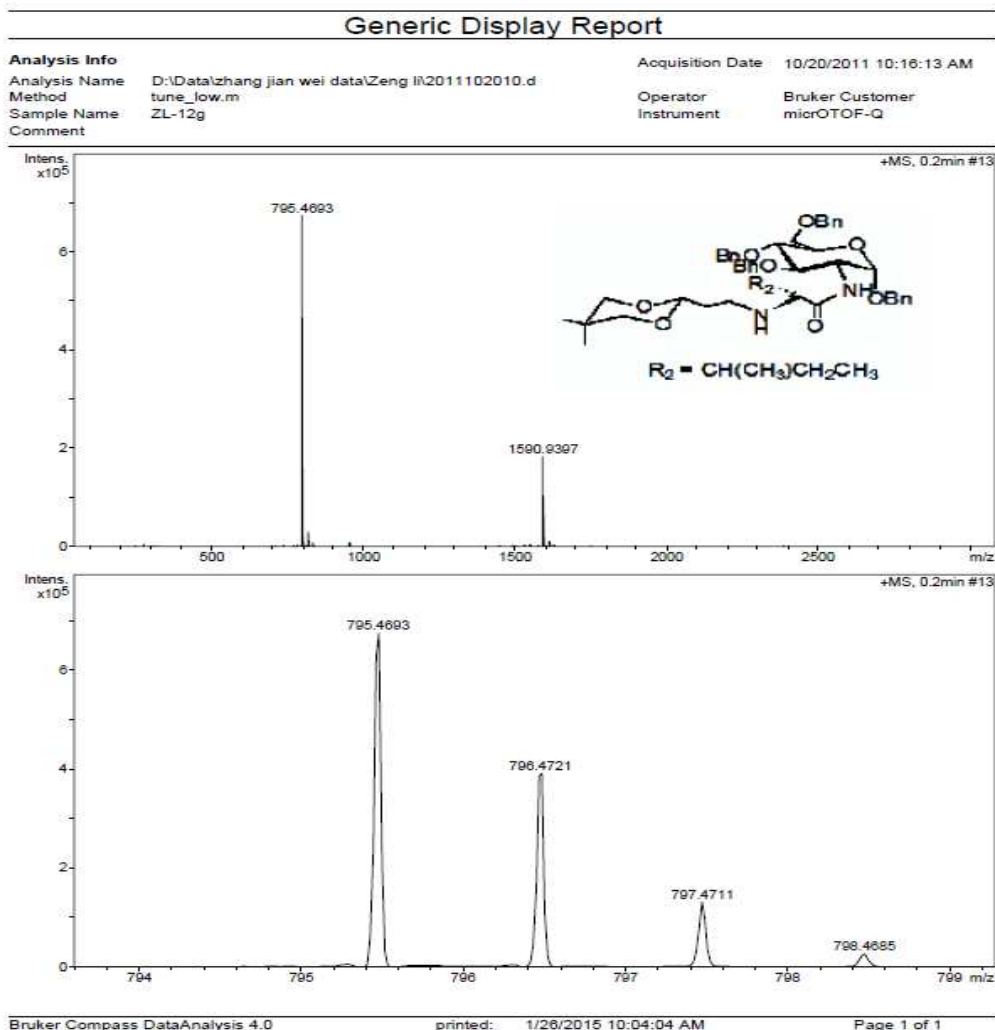 Generic Display Report
Analysis Info
Acquisition Date 10/20/2011 10:16:13 AM
Analysis Name D:\Data\zhang jian wei data\Zeng li\2011102010.d
Method tune_low.m
Operator Bruker Customer
Sample Name ZL-12g
Instrument micrOTOF-Q
Comment
Intens.
x10⁵
+MS, 0.2min #13
795.4693
6
4
2
0
1590.9397
OBn
BnO
O
BnO
R₂
NH
OBn
O
O
N
H
O
R₂ = CH(CH₃)CH₂CH₃
500 1000 1500 2000 2500 m/z
Intens.
x10⁵
+MS, 0.2min #13
795.4693
6
796.4721
4
2
797.4711
798.4685
0
794 795 796 797 798 799 m/z
Bruker Compass DataAnalysis 4.0 printed: 1/26/2015 10:04:04 AM Page 1 of 1